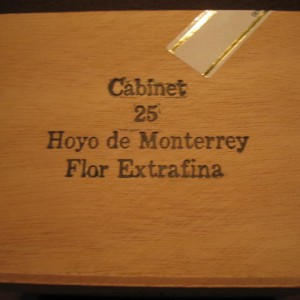 Cabinet
25
Hoyo de Monterrey
Flor Extrafina